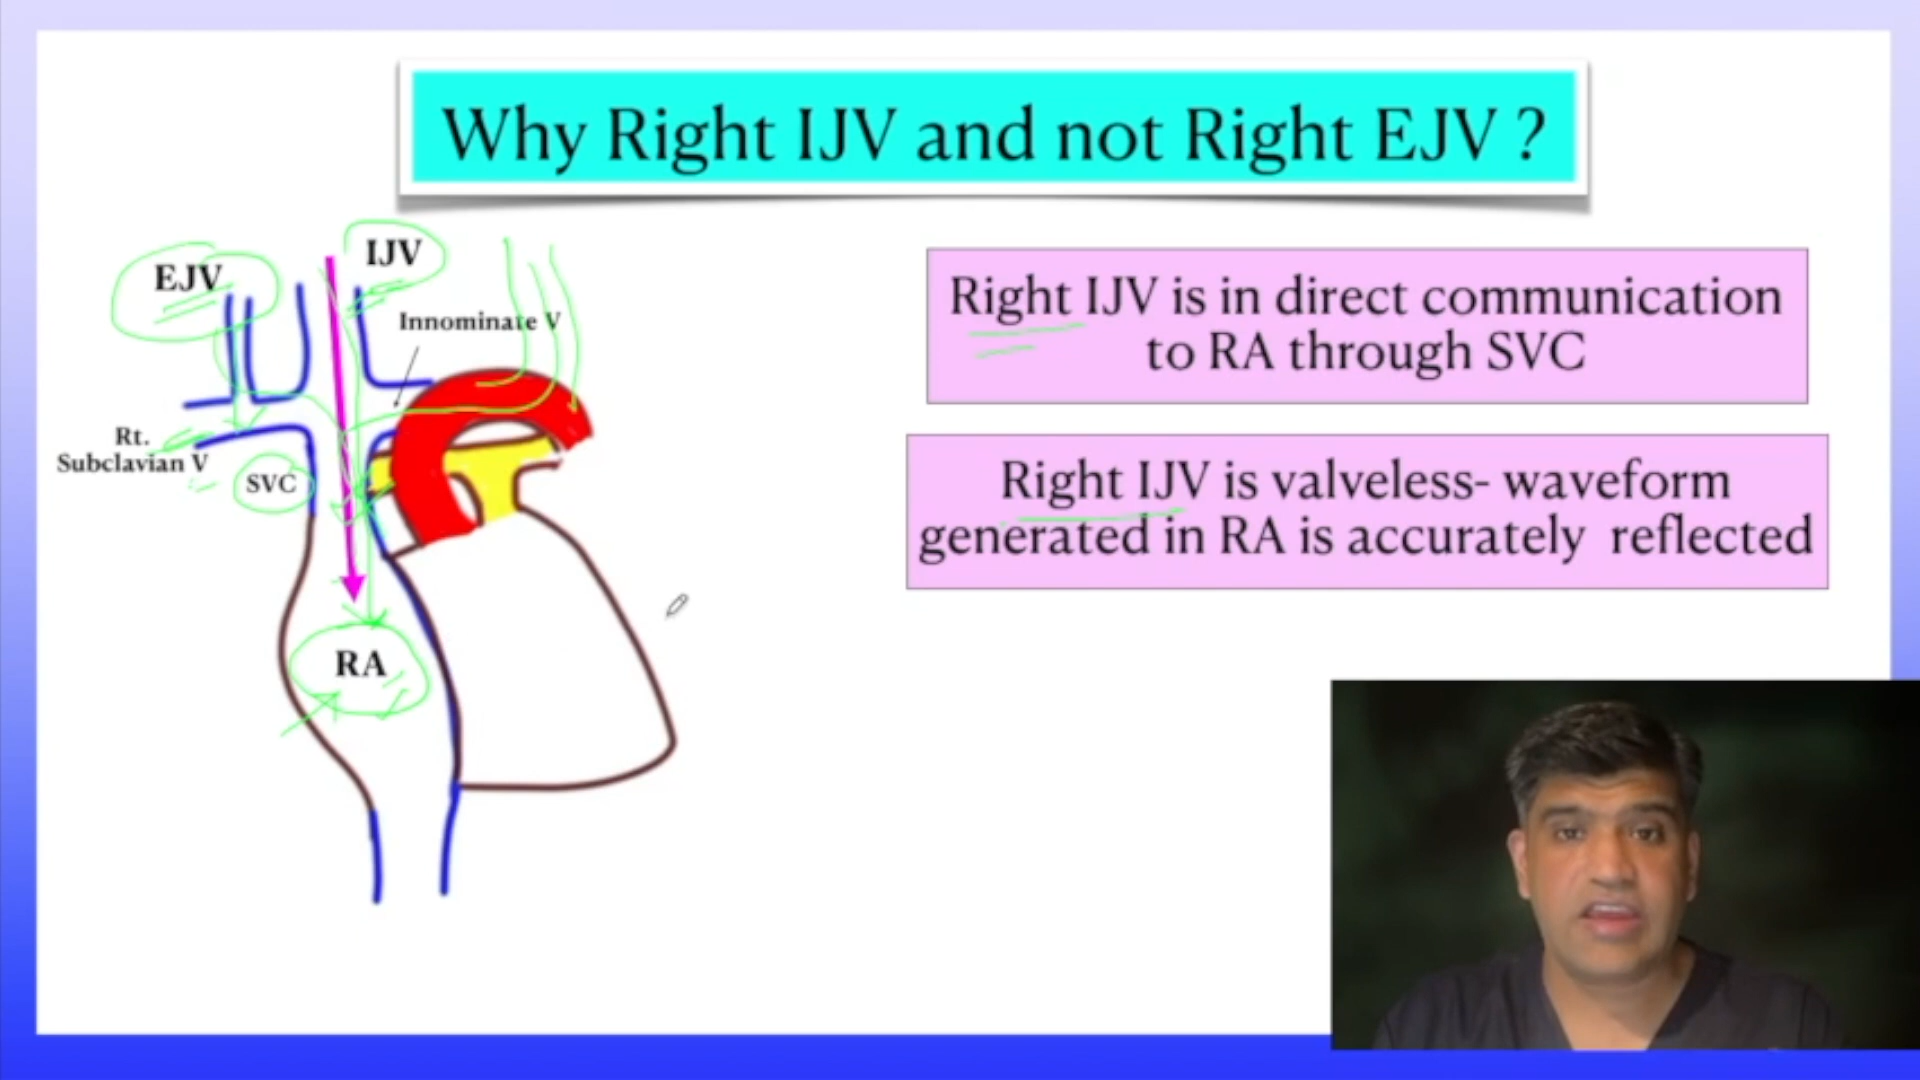 Why Right IJV and not Right EJV ?
EJV
IJV
Innominate V
Rt.
Subclavian V
SVC
RA
Right IJV is in direct communication
to RA through SVC
Right IJV is valveless- waveform
generated in RA is accurately reflected